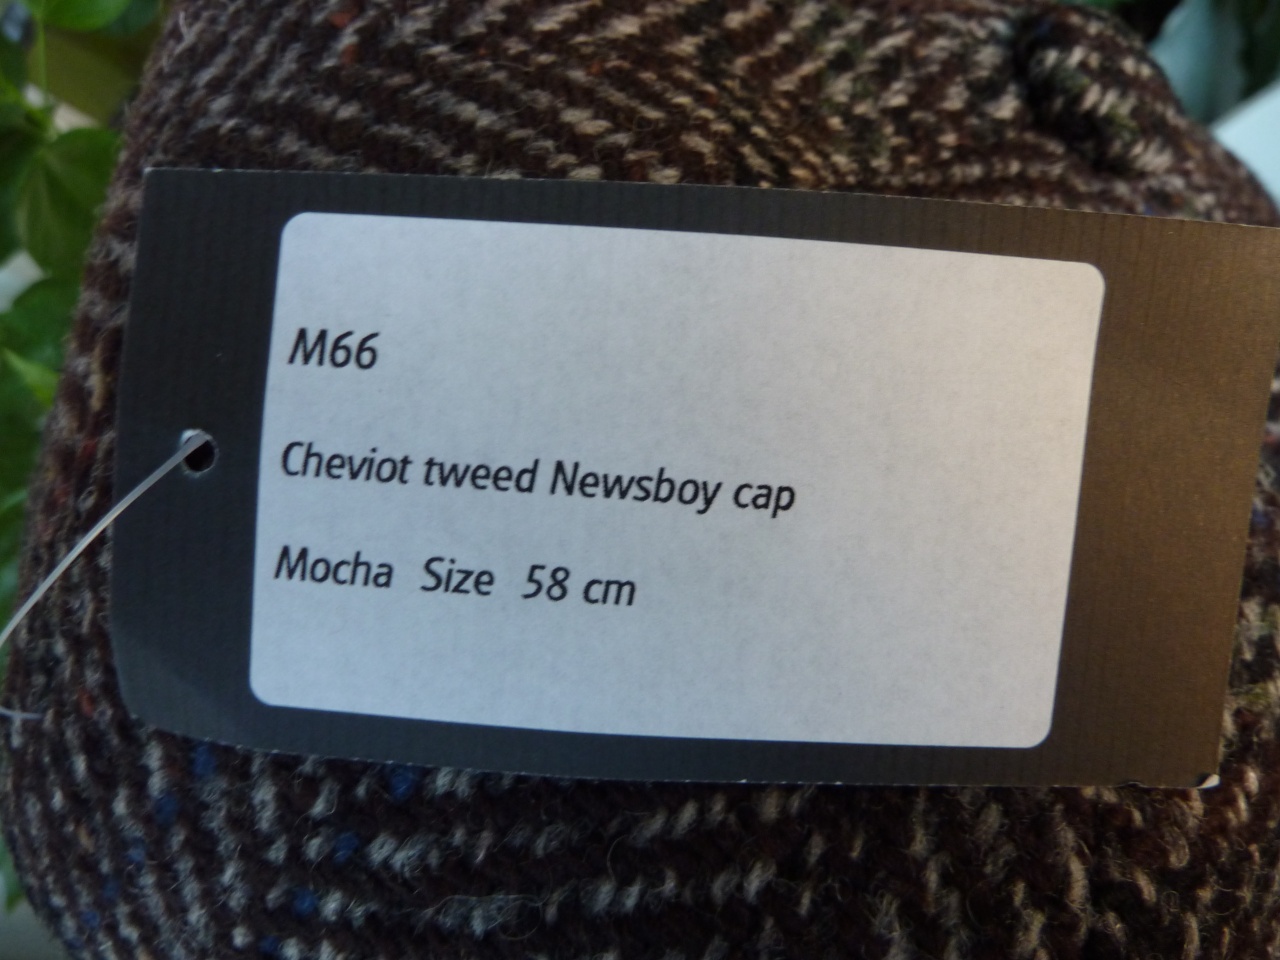 M66
Cheviot tweed Newsboy cap
Mocha Size 58 cm